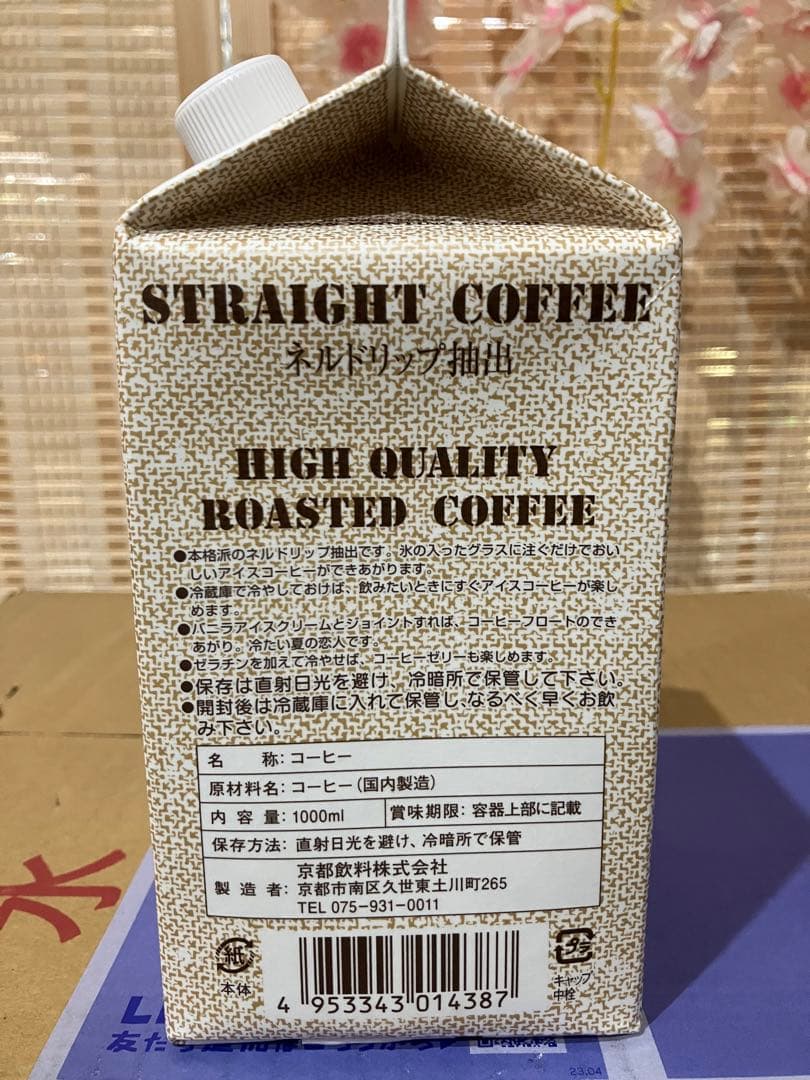 STRAIGHT COFFEE
ネルドリップ抽出
HIGH QUALITY
ROASTED COFFEE
●本格派のネルドリップ抽出です。氷の入ったグラスに注ぐだけでおい
しいアイスコーヒーができあがります。
●冷蔵庫で冷やしておけば、飲みたいときにすぐアイスコーヒーが楽し
めます。
●バニラアイスクリームとジョイントすれば、コーヒーフロートのでき
あがり。冷たい夏の恋人です。
●ゼラチンを加えて冷やせば、コーヒーゼリーも楽しめます。
●保存は直射日光を避け、冷暗所で保管して下さい。
●開封後は冷蔵庫に入れて保管し、なるべく早くお飲
み下さい。
名 称:コーヒー
原材料名:コーヒー(国内製造)
内容量:1000ml 賞味期限:容器上部に記載
保存方法:直射日光を避け、冷暗所で保管
京都飲料株式会社
製造者:京都市南区久世東土川町265
TEL 075-931-0011
紙
本体
4 953343 014387
プラ
キャップ
中栓
水
23.04